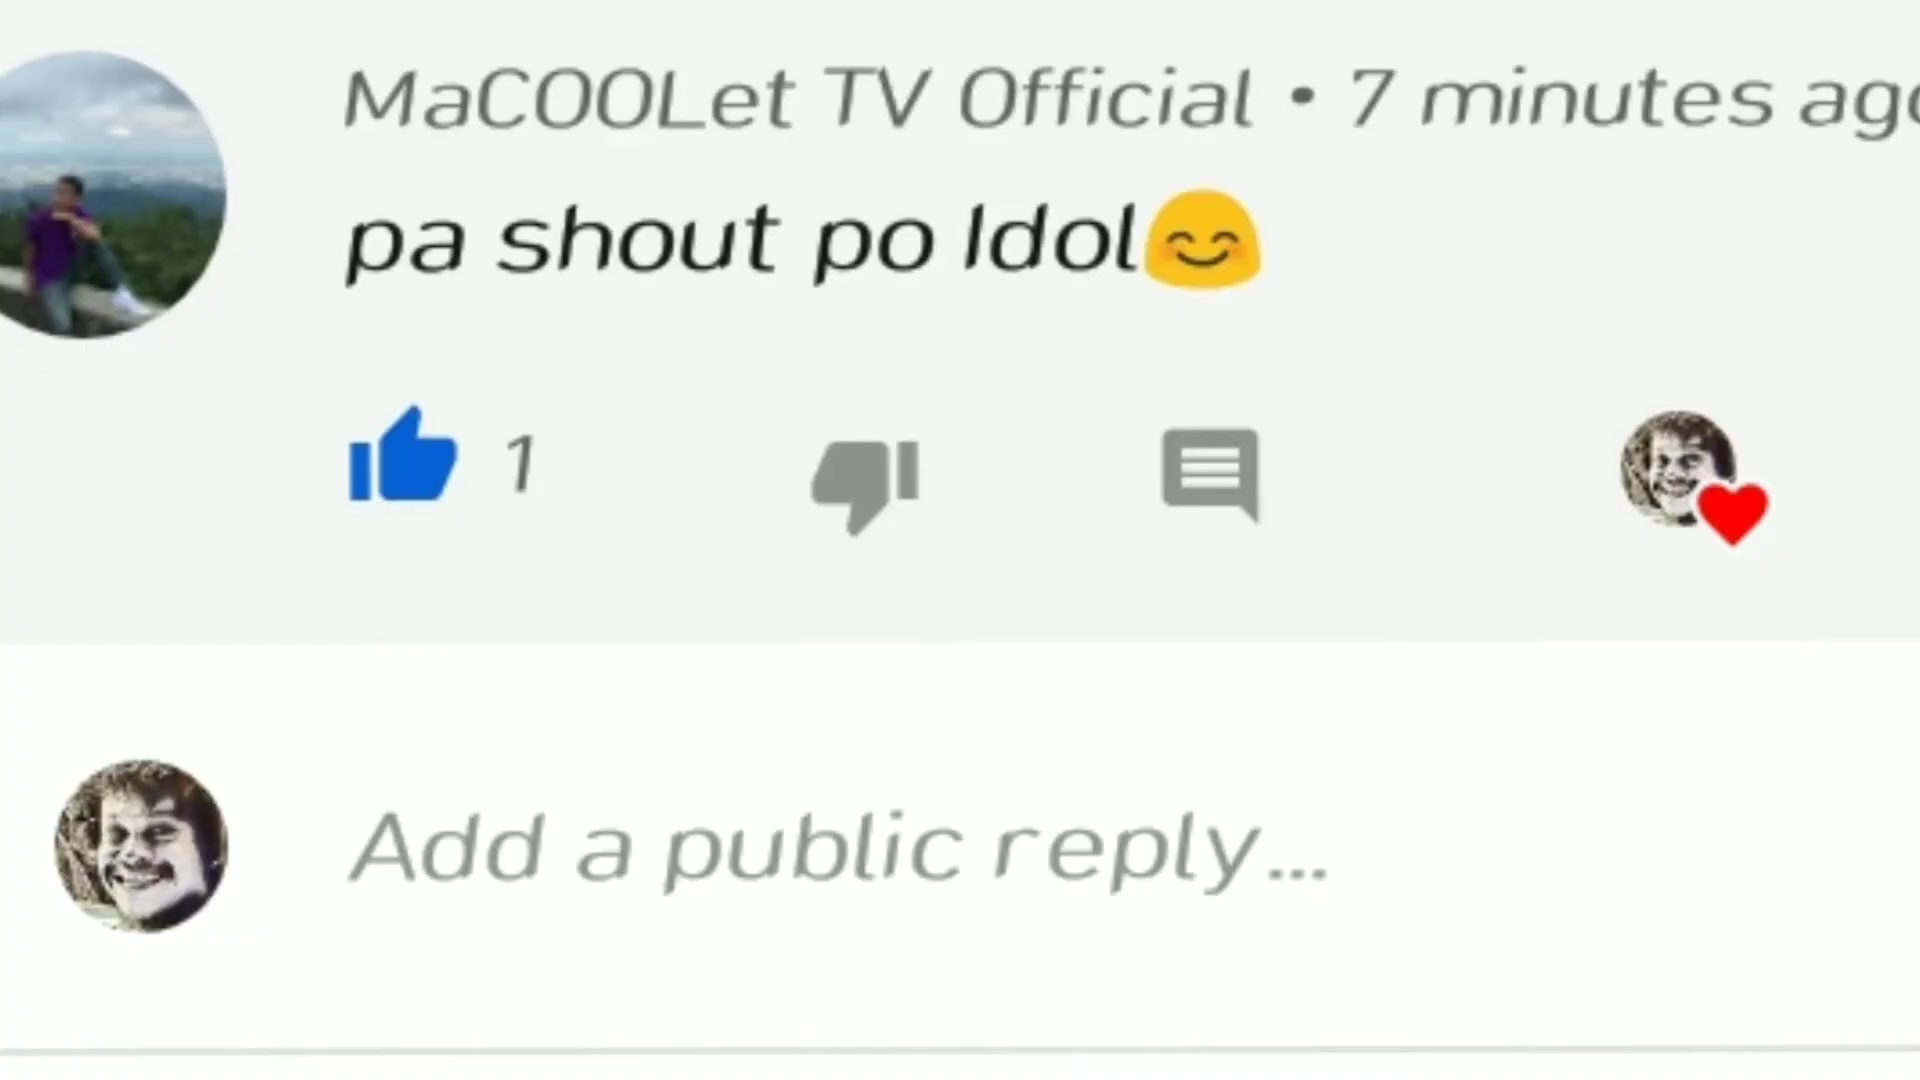 MaCOOLet TV Official • 7 minutes ago
pa shout po Idol😊
1
Add a public reply...